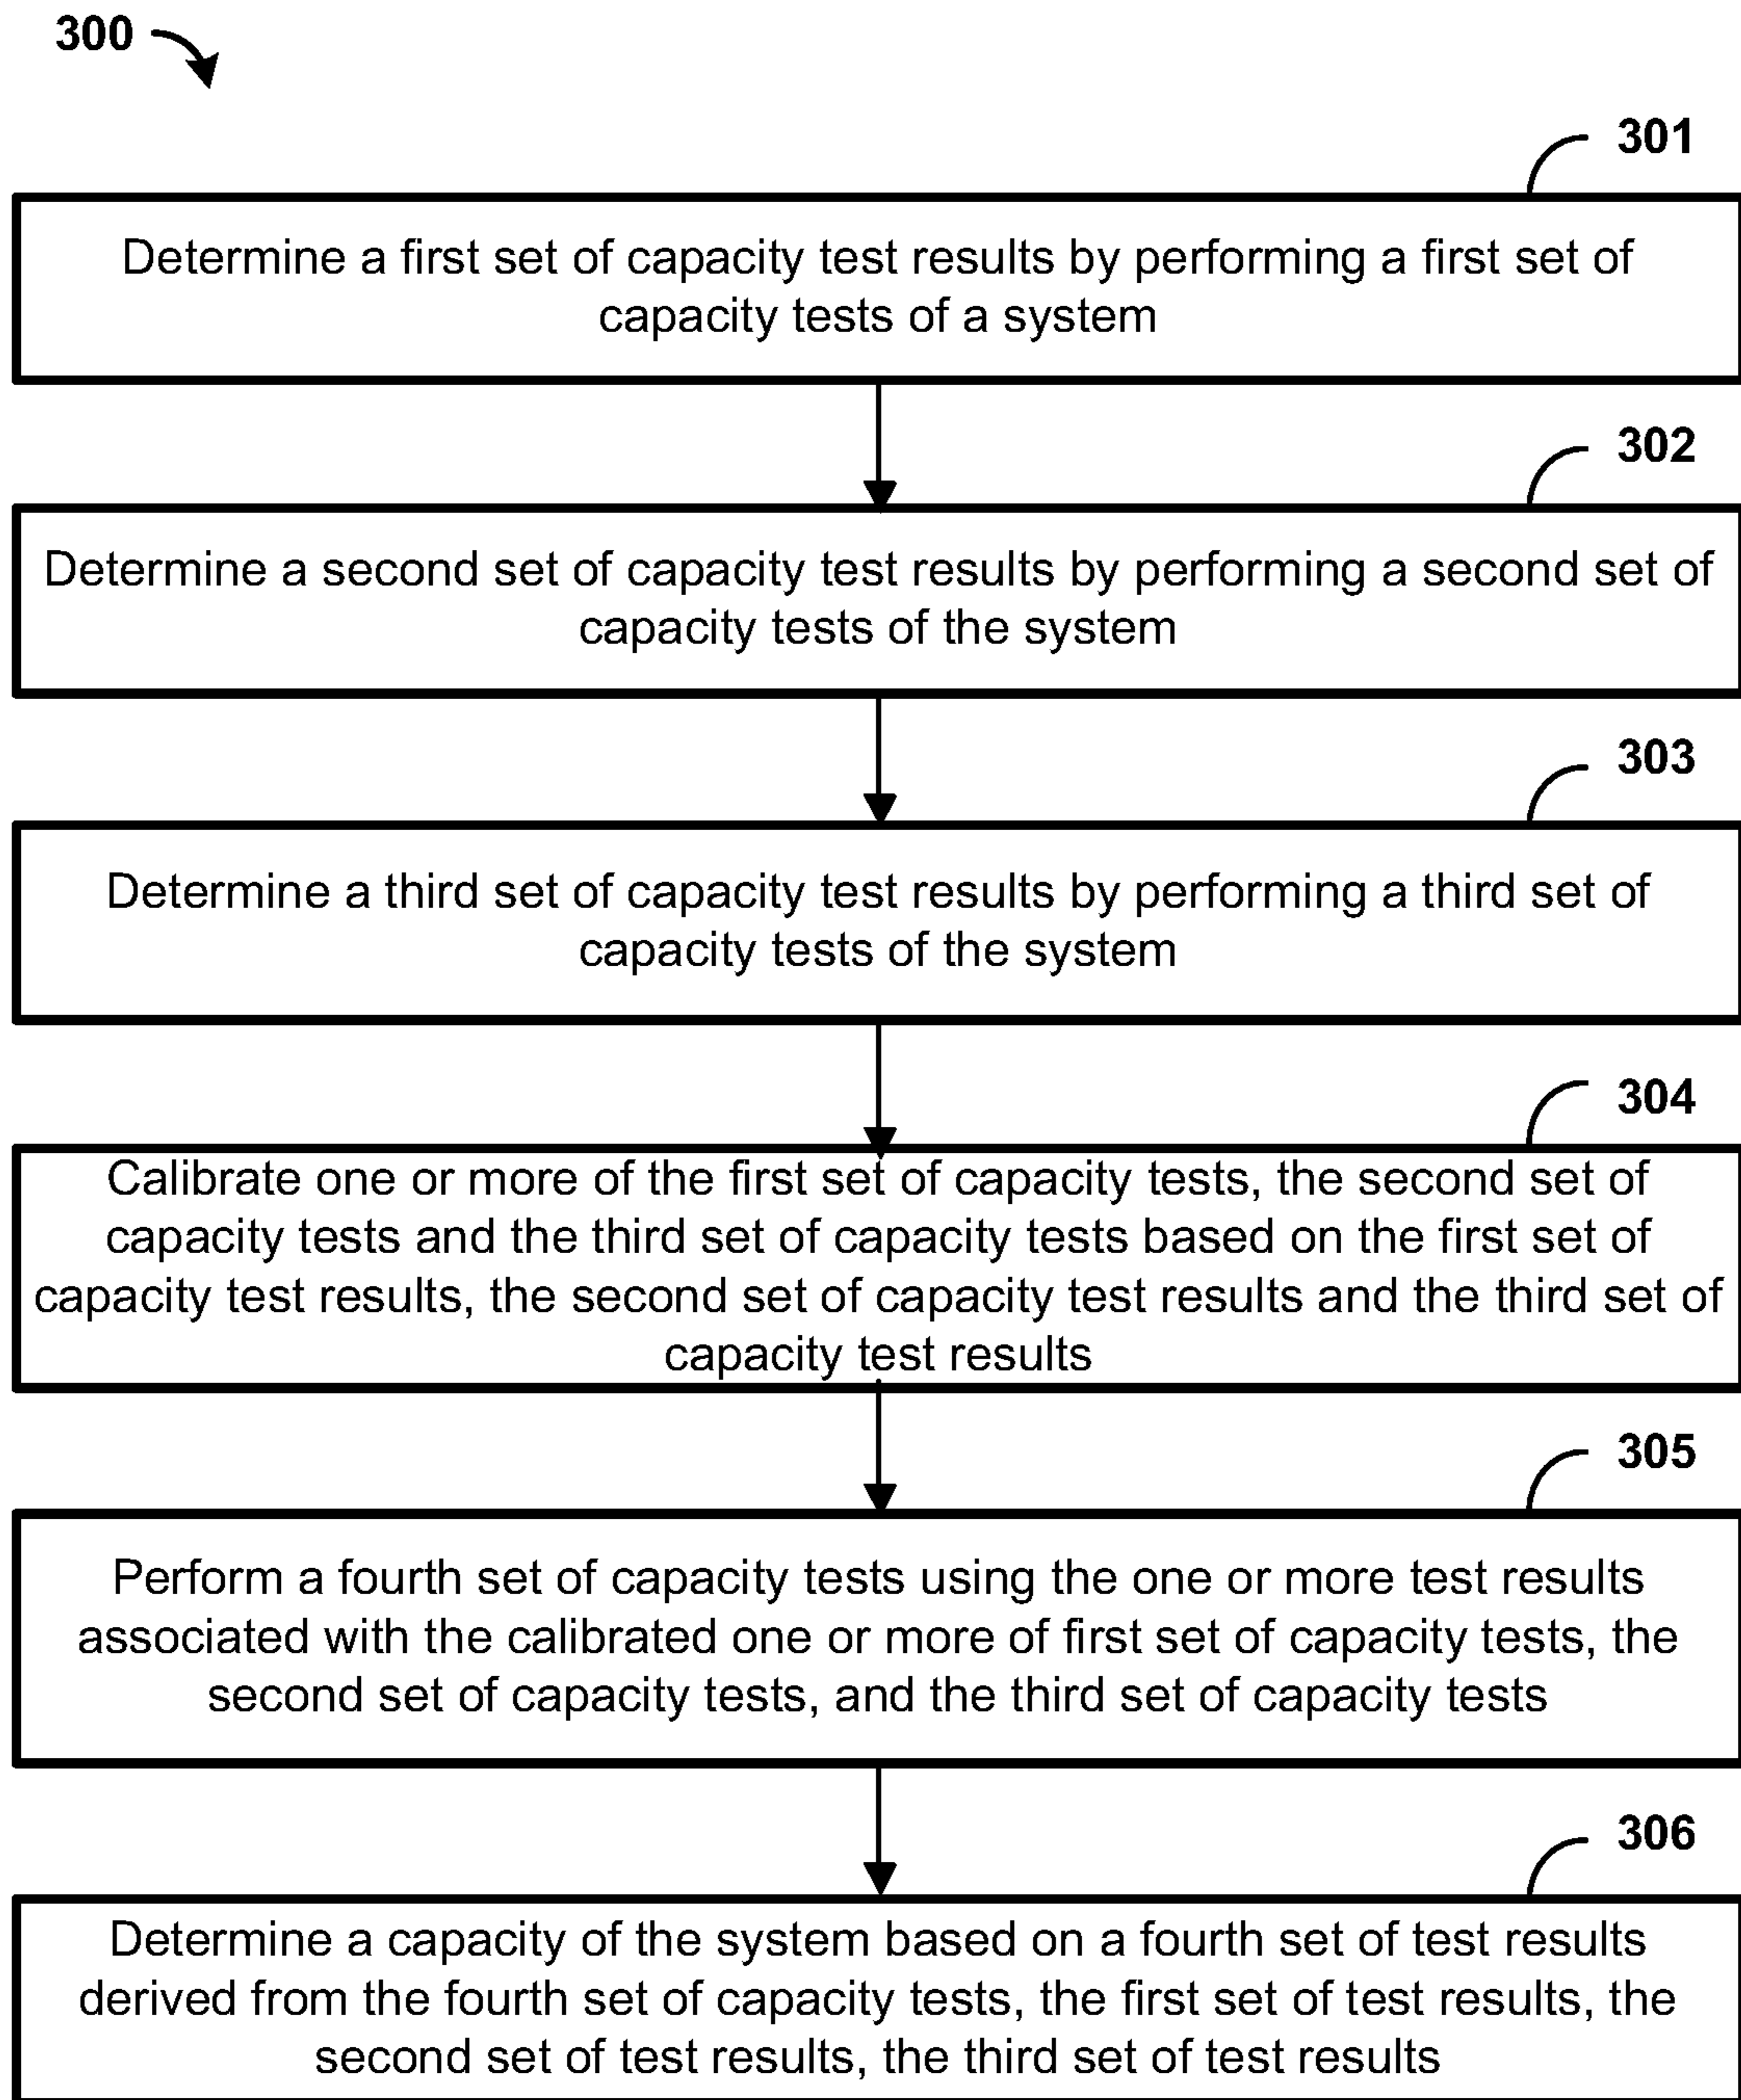 300
301
Determine a first set of capacity test results by performing a first set of
capacity tests of a system
302
Determine a second set of capacity test results by performing a second set of
capacity tests of the system
303
Determine a third set of capacity test results by performing a third set of
capacity tests of the system
304
Calibrate one or more of the first set of capacity tests, the second set of
capacity tests and the third set of capacity tests based on the first set of
capacity test results, the second set of capacity test results and the third set of
capacity test results
305
Perform a fourth set of capacity tests using the one or more test results
associated with the calibrated one or more of first set of capacity tests, the
second set of capacity tests, and the third set of capacity tests
306
Determine a capacity of the system based on a fourth set of test results
derived from the fourth set of capacity tests, the first set of test results, the
second set of test results, the third set of test results